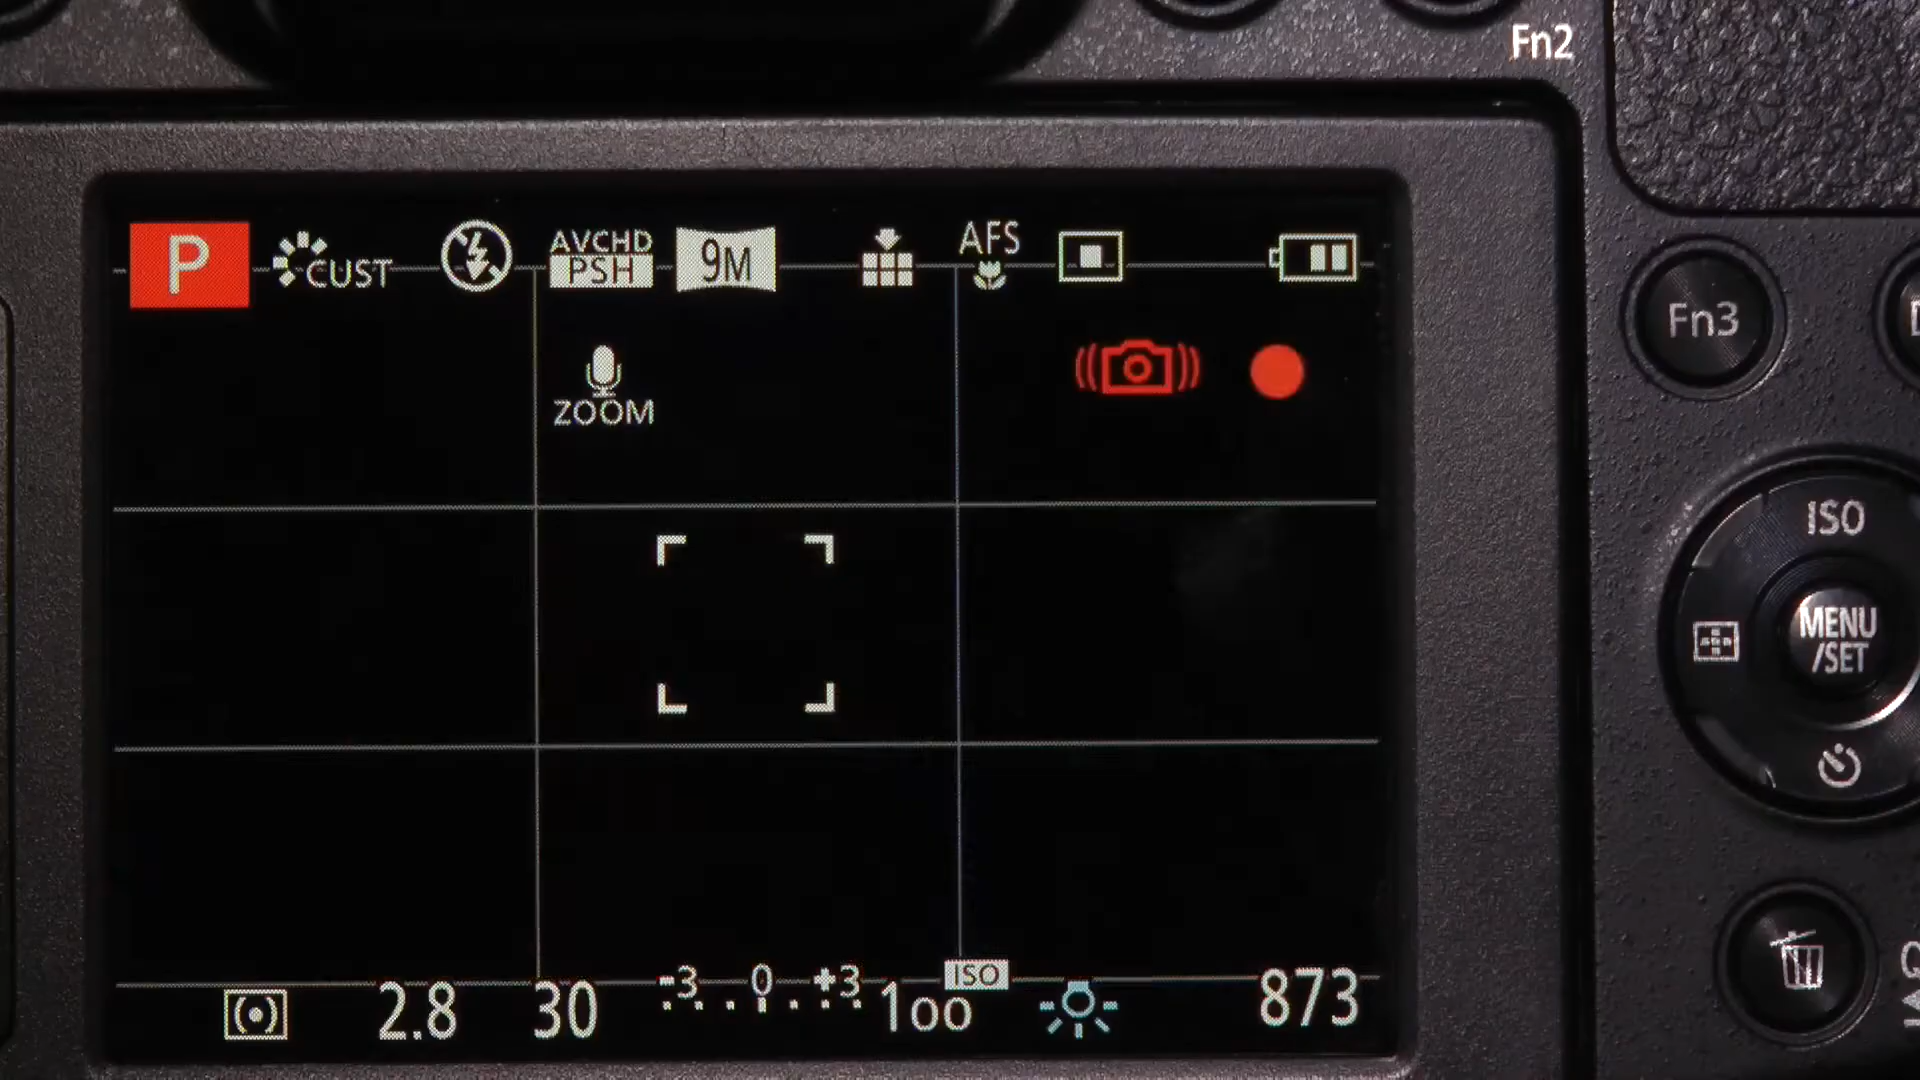 Fn2
P CUST AVCHD PSH 9M AFS
Fn3
ZOOM
ISO
MENU
/SET
2.8 30 -3 0 +3 100 ISO 873